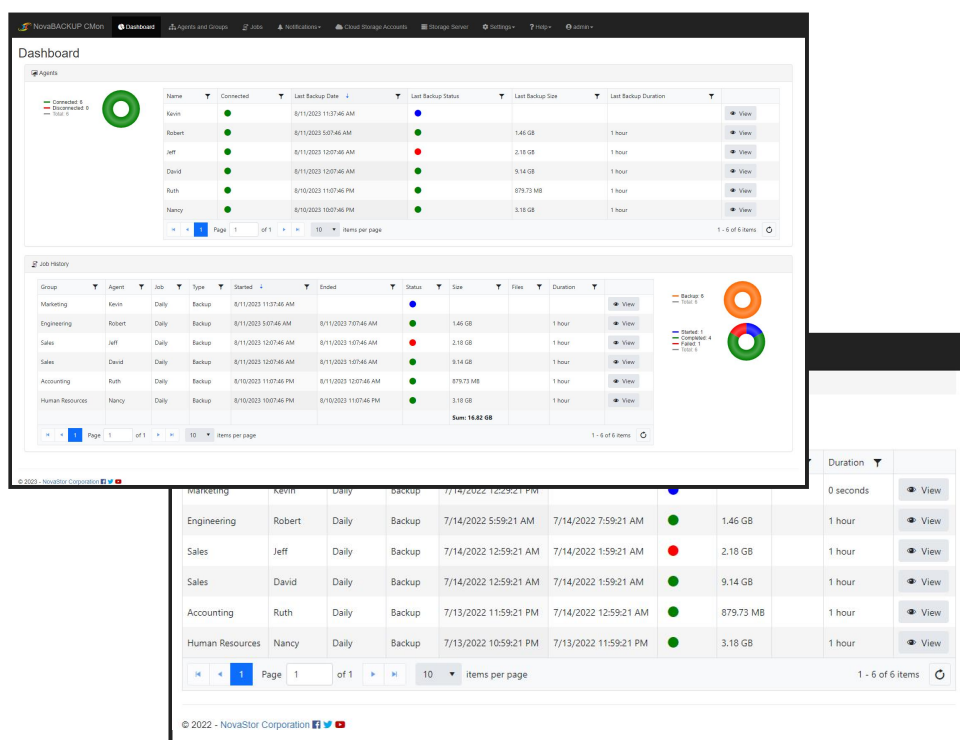 NovaBACKUP CMon Dashboard Agents and Groups Jobs Notifications Cloud Storage Accounts Storage Server Settings ? Help admin
Dashboard
Agents
Connected: 6
Disconnected: 0
Total: 6
Name Connected Last Backup Date ↓ Last Backup Status Last Backup Size Last Backup Duration
Kevin 8/11/2023 11:37:46 AM View
Robert 8/11/2023 5:07:46 AM 1.46 GB 1 hour View
Jeff 8/11/2023 12:07:46 AM 2.18 GB 1 hour View
David 8/11/2023 12:07:46 AM 9.14 GB 1 hour View
Ruth 8/10/2023 11:07:46 PM 879.73 MB 1 hour View
Nancy 8/10/2023 10:07:46 PM 3.18 GB 1 hour View
1 Page 1 of 1 10 items per page 1 - 6 of 6 items
Job History
Group Agent Job Type Started ↓ Ended Status Size Files Duration
Marketing Kevin Daily Backup 8/11/2023 11:37:46 AM View
Engineering Robert Daily Backup 8/11/2023 5:07:46 AM 8/11/2023 7:07:46 AM 1.46 GB 1 hour View
Sales Jeff Daily Backup 8/11/2023 12:07:46 AM 8/11/2023 1:07:46 AM 2.18 GB 1 hour View
Sales David Daily Backup 8/11/2023 12:07:46 AM 8/11/2023 1:07:46 AM 9.14 GB 1 hour View
Accounting Ruth Daily Backup 8/10/2023 11:07:46 PM 8/11/2023 12:07:46 AM 879.73 MB 1 hour View
Human Resources Nancy Daily Backup 8/10/2023 10:07:46 PM 8/10/2023 11:07:46 PM 3.18 GB 1 hour View
Sum: 16.82 GB
1 Page 1 of 1 10 items per page 1 - 6 of 6 items
Backup: 6
Total: 6
Started: 1
Completed: 4
Failed: 1
Total: 6
© 2023 - NovaStor Corporation
Duration
Marketing Kevin Daily Backup 7/14/2022 12:29:21 PM 0 seconds View
Engineering Robert Daily Backup 7/14/2022 5:59:21 AM 7/14/2022 7:59:21 AM 1.46 GB 1 hour View
Sales Jeff Daily Backup 7/14/2022 12:59:21 AM 7/14/2022 1:59:21 AM 2.18 GB 1 hour View
Sales David Daily Backup 7/14/2022 12:59:21 AM 7/14/2022 1:59:21 AM 9.14 GB 1 hour View
Accounting Ruth Daily Backup 7/13/2022 11:59:21 PM 7/14/2022 12:59:21 AM 879.73 MB 1 hour View
Human Resources Nancy Daily Backup 7/13/2022 10:59:21 PM 7/13/2022 11:59:21 PM 3.18 GB 1 hour View
1 Page 1 of 1 10 items per page 1 - 6 of 6 items
© 2022 - NovaStor Corporation